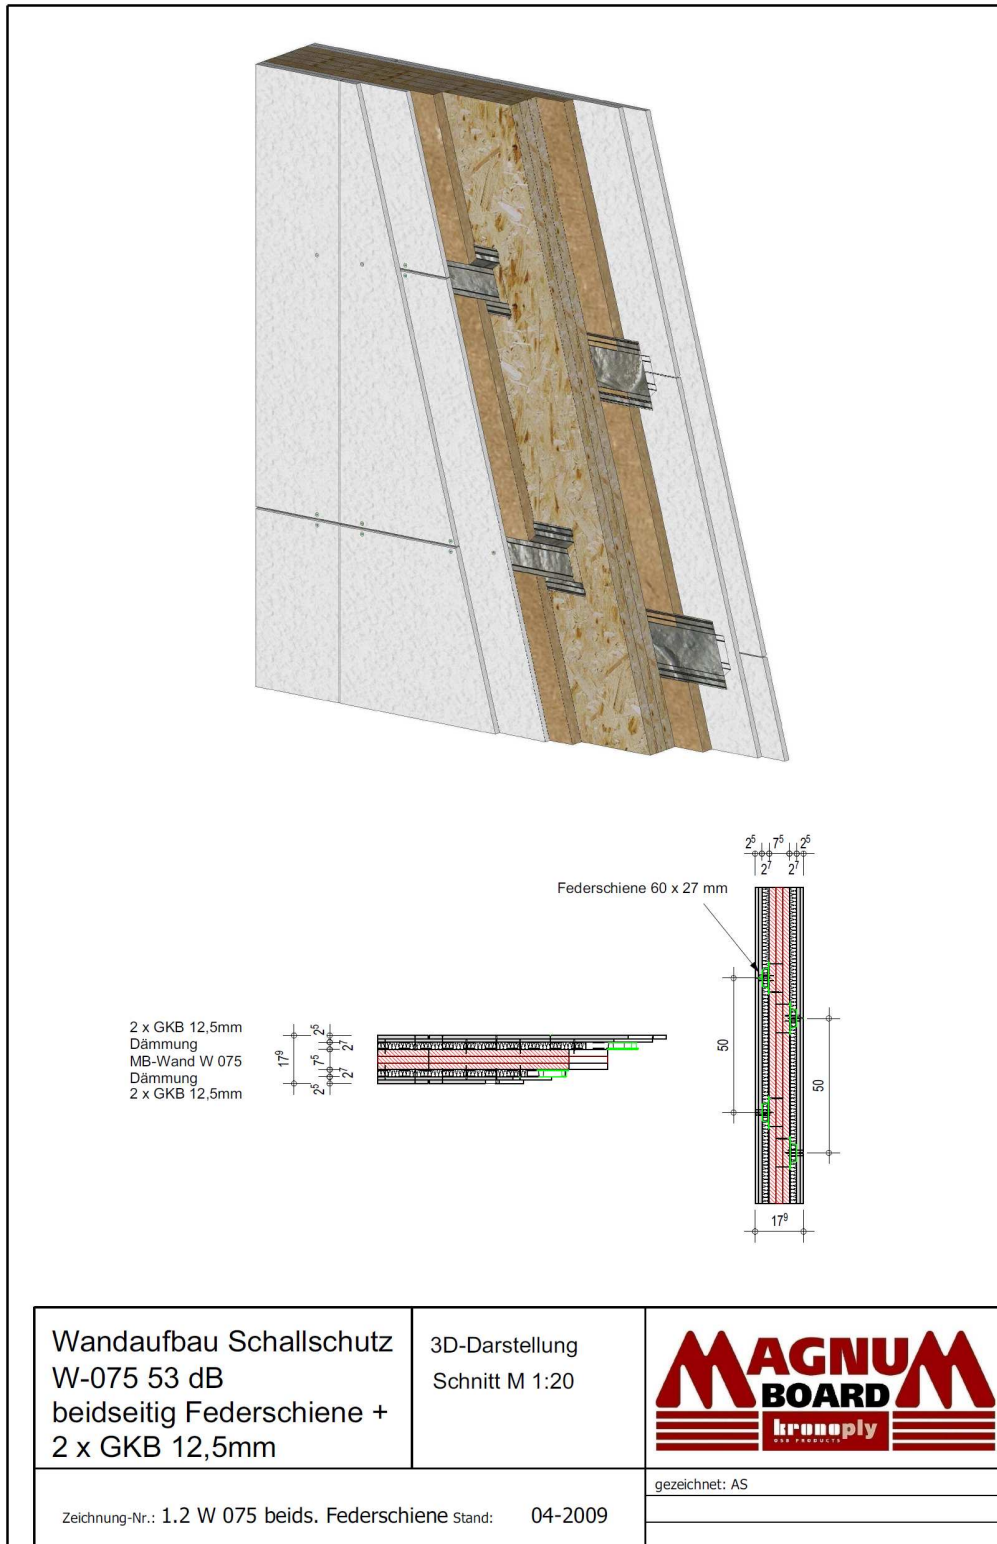 2⁵ 7⁵ 2⁵
2⁷ 2⁷
Federschiene 60 x 27 mm
50
50
17⁹
2 x GKB 12,5mm
Dämmung
MB-Wand W 075
Dämmung
2 x GKB 12,5mm
17⁹
2⁵
2⁷
7⁵
2⁷
2⁵
Wandaufbau Schallschutz
W-075 53 dB
beidseitig Federschiene +
2 x GKB 12,5mm
3D-Darstellung
Schnitt M 1:20
MAGNUM
BOARD
kronoply
OSB PRODUCTS
gezeichnet: AS
Zeichnung-Nr.: 1.2 W 075 beids. Federschiene Stand: 04-2009